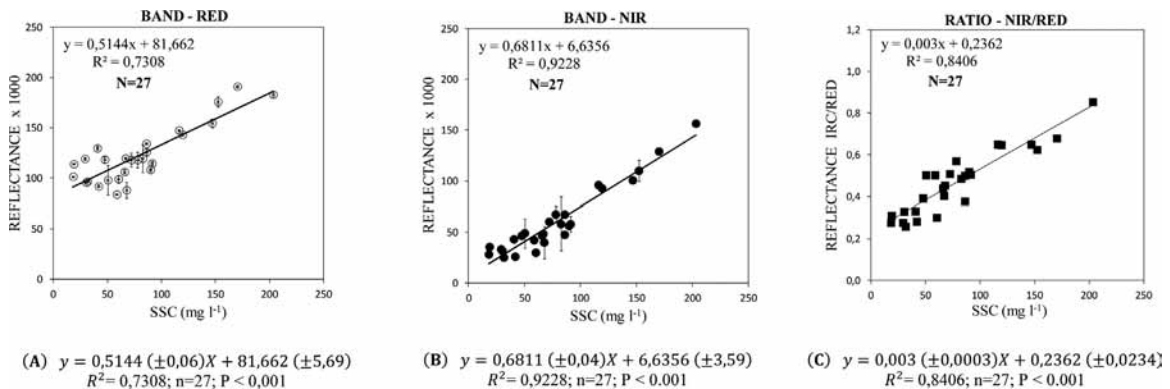 BAND - RED
y = 0,5144x + 81,662
R² = 0,7308
N=27
REFLECTANCE x 1000
250
200
150
100
50
0
0 50 100 150 200 250
SSC (mg l⁻¹)
(A) y = 0,5144 (±0,06)X + 81,662 (±5,69)
R²= 0,7308; n=27; P < 0,001
BAND - NIR
y = 0,6811x + 6,6356
R² = 0,9228
N=27
REFLECTANCE x 1000
250
200
150
100
50
0
0 50 100 150 200 250
SSC (mg l⁻¹)
(B) y = 0,6811 (±0,04)X + 6,6356 (±3,59)
R²= 0,9228; n=27; P < 0.001
RATIO - NIR/RED
y = 0,003x + 0,2362
R² = 0,8406
N=27
REFLECTANCE IRC/RED
1,2
1,0
0,8
0,6
0,4
0,2
0,0
0 50 100 150 200 250
SSC (mg l⁻¹)
(C) y = 0,003 (±0,0003)X + 0,2362 (±0,0234)
R²= 0,8406; n=27; P < 0.001